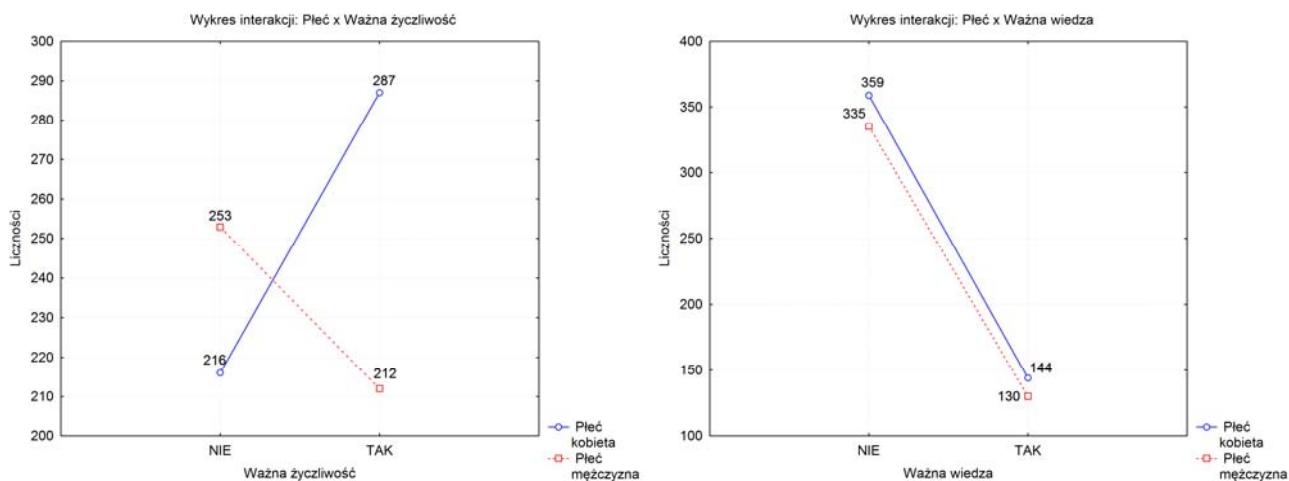 Wykres interakcji: Płeć x Ważna życzliwość
300
290
280
270
260
250
240
230
220
210
200
Liczności
287
253
216
212
NIE
TAK
Ważna życzliwość
Płeć
kobieta
Płeć
mężczyzna
Wykres interakcji: Płeć x Ważna wiedza
400
350
300
250
200
150
100
Liczności
359
335
144
130
NIE
TAK
Ważna wiedza
Płeć
kobieta
Płeć
mężczyzna